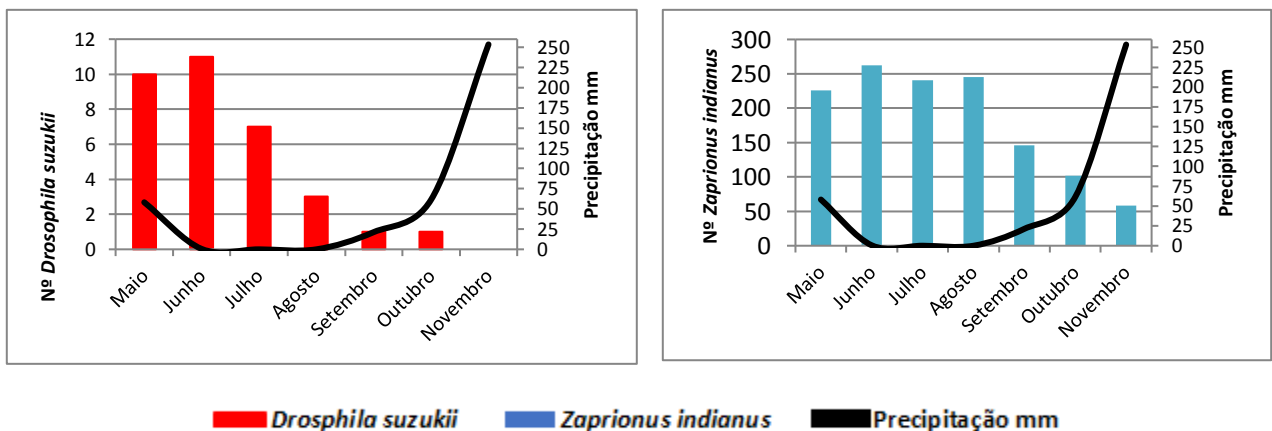 Nº Drosophila suzukii
12
10
8
6
4
2
0
250
225
200
175
150
125
100
75
50
25
0
Precipitação mm
Maio
Junho
Julho
Agosto
Setembro
Outubro
Novembro
Nº Zaprionus indianus
300
250
200
150
100
50
0
250
225
200
175
150
125
100
75
50
25
0
Precipitação mm
Maio
Junho
Julho
Agosto
Setembro
Outubro
Novembro
Drosphila suzukii Zaprionus indianus Precipitação mm